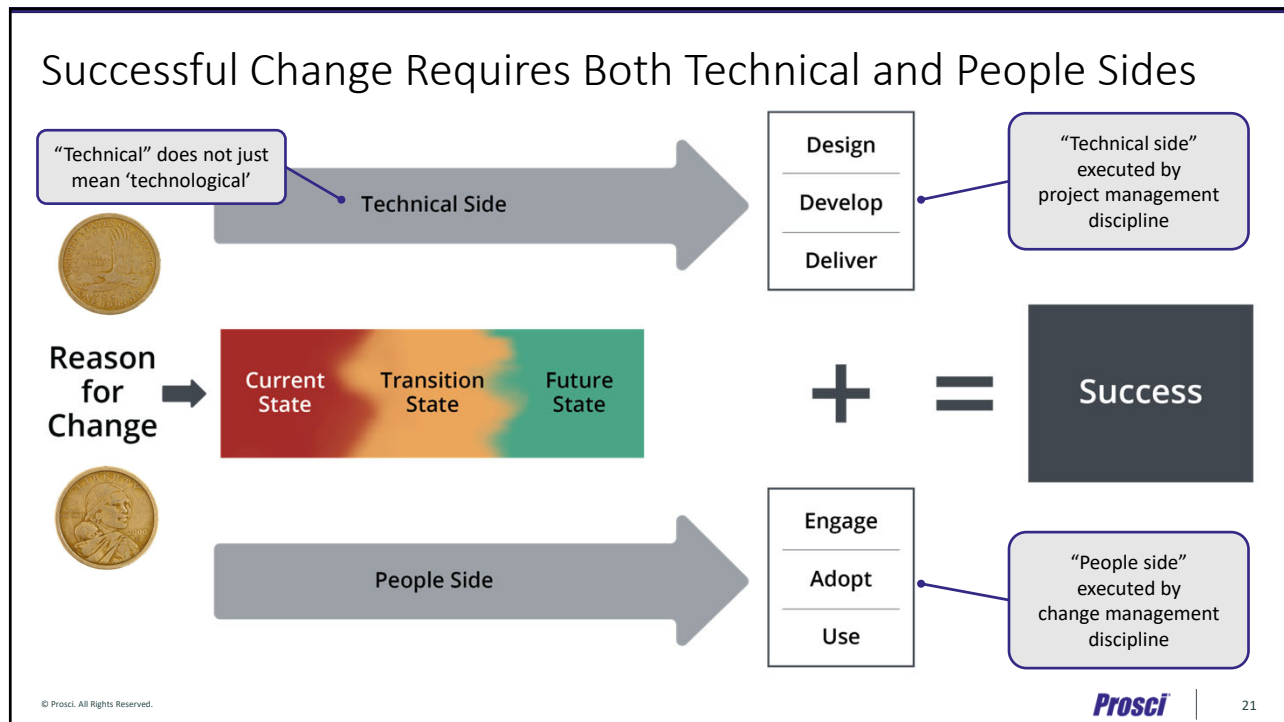 Successful Change Requires Both Technical and People Sides
“Technical” does not just
mean ‘technological’
Technical Side
Design
Develop
Deliver
“Technical side”
executed by
project management
discipline
Reason
for
Change
Current
State
Transition
State
Future
State
+
=
Success
People Side
Engage
Adopt
Use
“People side”
executed by
change management
discipline
© Prosci. All Rights Reserved.
Prosci®
21